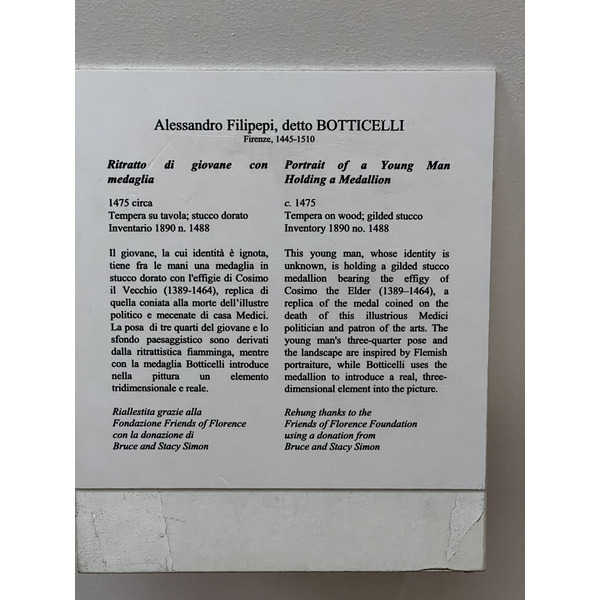 Alessandro Filipepi, detto BOTTICELLI
Firenze, 1445-1510
Ritratto di giovane con
medaglia
1475 circa
Tempera su tavola; stucco dorato
Inventario 1890 n. 1488
Il giovane, la cui identità è ignota,
tiene fra le mani una medaglia in
stucco dorato con l'effigie di Cosimo
il Vecchio (1389-1464), replica di
quella coniata alla morte dell'illustre
politico e mecenate di casa Medici.
La posa di tre quarti del giovane e lo
sfondo paesaggistico sono derivati
dalla ritrattistica fiamminga, mentre
con la medaglia Botticelli introduce
nella pittura un elemento
tridimensionale e reale.
Riallestita grazie alla
Fondazione Friends of Florence
con la donazione di
Bruce and Stacy Simon
Portrait of a Young Man
Holding a Medallion
c. 1475
Tempera on wood; gilded stucco
Inventory 1890 no. 1488
This young man, whose identity is
unknown, is holding a gilded stucco
medallion bearing the effigy of
Cosimo the Elder (1389–1464), a
replica of the medal coined on the
death of this illustrious Medici
politician and patron of the arts. The
young man's three-quarter pose and
the landscape are inspired by Flemish
portraiture, while Botticelli uses the
medallion to introduce a real, three-
dimensional element into the picture.
Rehung thanks to the
Friends of Florence Foundation
using a donation from
Bruce and Stacy Simon